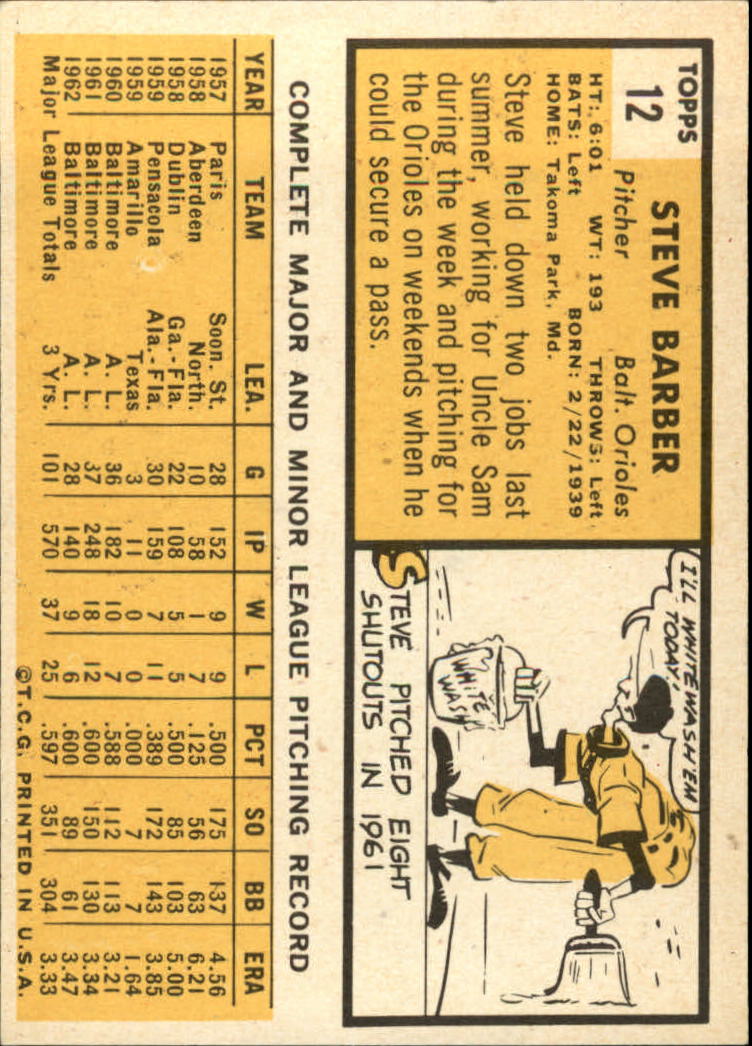 TOPPS
12
STEVE BARBER
Pitcher Balt. Orioles
HT: 6:01 WT: 193 THROWS: Left
BATS: Left BORN: 2/22/1939
HOME: Takoma Park, Md.
Steve held down two jobs last
summer, working for Uncle Sam
during the week and pitching for
the Orioles on weekends when he
could secure a pass.
I'LL WHITEWASH 'EM
TODAY!
WHITE
WASH
STEVE PITCHED EIGHT
SHUTOUTS IN 1961
COMPLETE MAJOR AND MINOR LEAGUE PITCHING RECORD
YEAR TEAM LEA. G IP W L PCT SO BB ERA
1957 Paris Soon. St. 28 152 9 9 .500 175 137 4.56
1958 Aberdeen North. 10 58 1 7 .125 56 63 6.21
1958 Dublin Ga.-Fla. 22 108 5 5 .500 85 103 5.00
1959 Pensacola Ala.-Fla. 30 159 7 11 .389 172 143 3.85
1959 Amarillo Texas 3 11 0 0 .000 7 7 1.64
1960 Baltimore A. L. 36 182 10 7 .588 112 113 3.21
1961 Baltimore A. L. 37 248 18 12 .600 150 130 3.34
1962 Baltimore A. L. 28 140 9 6 .600 89 61 3.47
Major League Totals 3 Yrs. 101 570 37 25 .597 351 304 3.33
©T.C.G. PRINTED IN U.S.A.